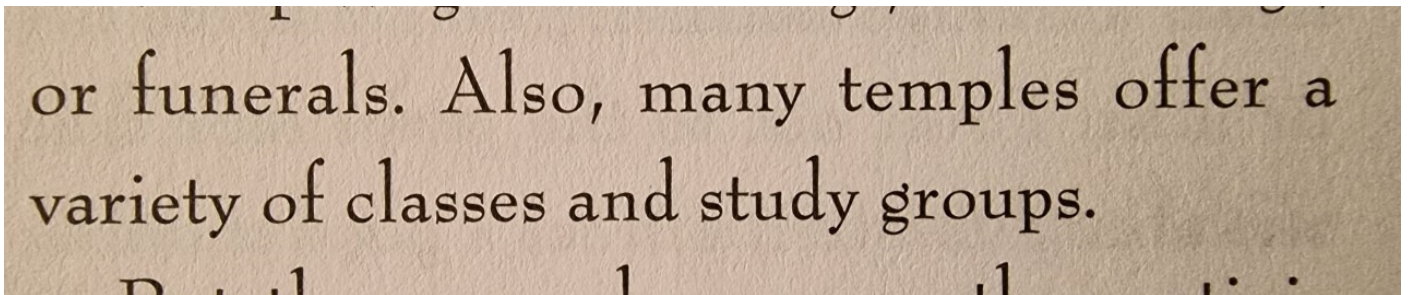 or funerals. Also, many temples offer a
variety of classes and study groups.